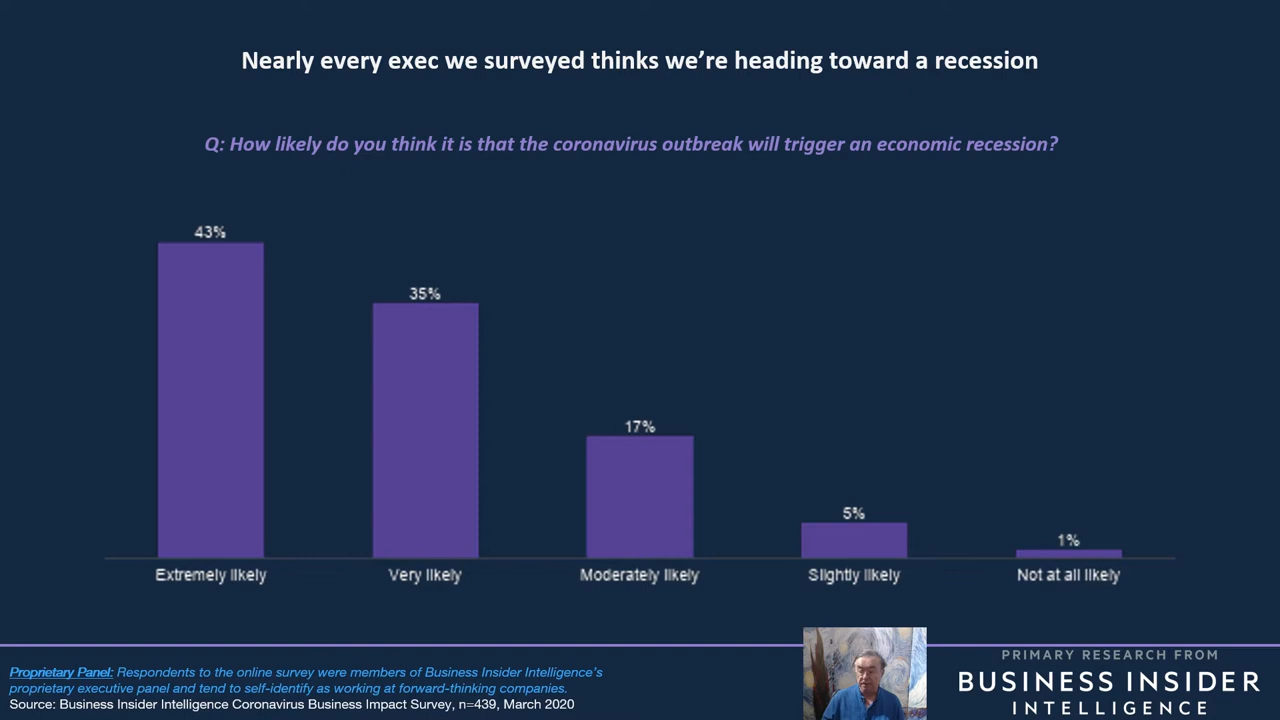 Nearly every exec we surveyed thinks we’re heading toward a recession
Q: How likely do you think it is that the coronavirus outbreak will trigger an economic recession?
43%
35%
17%
5%
1%
Extremely likely
Very likely
Moderately likely
Slightly likely
Not at all likely
Proprietary Panel: Respondents to the online survey were members of Business Insider Intelligence’s
proprietary executive panel and tend to self-identify as working at forward-thinking companies.
Source: Business Insider Intelligence Coronavirus Business Impact Survey, n=439, March 2020
PRIMARY RESEARCH FROM
BUSINESS INSIDER
INTELLIGENCE